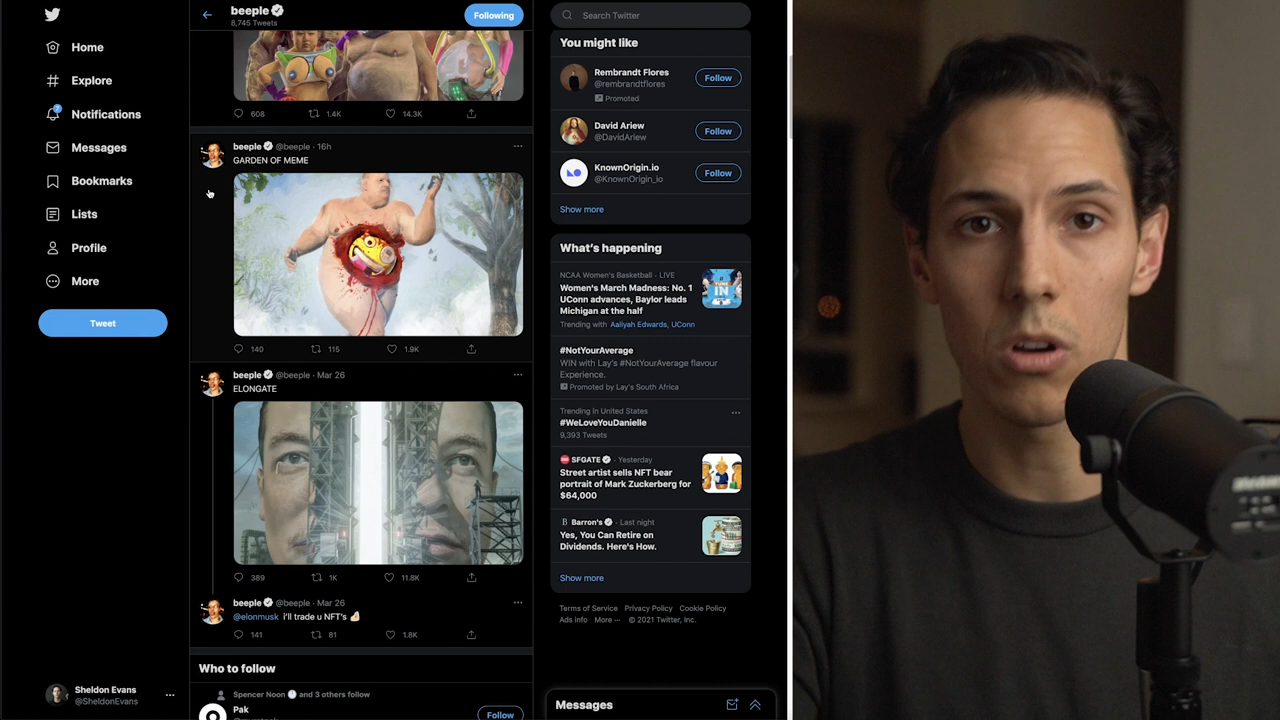 Home
Explore
7
Notifications
Messages
Bookmarks
Lists
Profile
More
Tweet
Sheldon Evans
@SheldonEvans
beeple
8,745 Tweets
Following
608
1.4K
14.3K
beeple @beeple · 16h
GARDEN OF MEME
140
115
1.9K
beeple @beeple · Mar 26
ELONGATE
389
1K
11.8K
beeple @beeple · Mar 26
@elonmusk i'll trade u NFT's
141
81
1.8K
Who to follow
Spencer Noon and 3 others follow
Pak
Follow
Search Twitter
You might like
Rembrandt Flores
@rembrandtflores
Promoted
Follow
David Ariew
@DavidAriew
Follow
KnownOrigin.io
@KnownOrigin_io
Follow
Show more
What's happening
NCAA Women's Basketball · LIVE
Women's March Madness: No. 1
UConn advances, Baylor leads
Michigan at the half
Trending with Aaliyah Edwards, UConn
TUNE
IN
#NotYourAverage
WIN with Lay's #NotYourAverage flavour
Experience.
Promoted by Lay's South Africa
Trending in United States
#WeLoveYouDanielle
9,393 Tweets
SFGATE · Yesterday
Street artist sells NFT bear
portrait of Mark Zuckerberg for
$64,000
B Barron's · Last night
Yes, You Can Retire on
Dividends. Here's How.
Show more
Terms of Service Privacy Policy Cookie Policy
Ads info More ··· © 2021 Twitter, Inc.
Messages